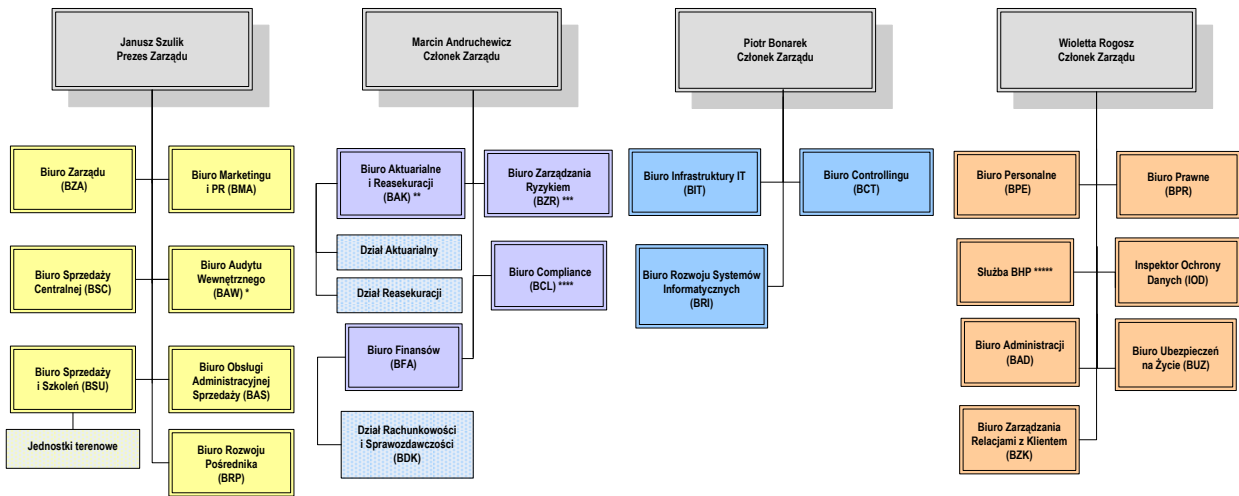 Janusz Szulik
Prezes Zarządu
Marcin Andruchewicz
Członek Zarządu
Piotr Bonarek
Członek Zarządu
Wioletta Rogosz
Członek Zarządu
Biuro Zarządu
(BZA)
Biuro Marketingu
i PR (BMA)
Biuro Sprzedaży
Centralnej (BSC)
Biuro Audytu
Wewnętrznego
(BAW) *
Biuro Sprzedaży
i Szkoleń (BSU)
Biuro Obsługi
Administracyjnej
Sprzedaży (BAS)
Jednostki terenowe
Biuro Rozwoju
Pośrednika
(BRP)
Biuro Aktuarialne
i Reasekuracji
(BAK) **
Biuro Zarządzania
Ryzykiem
(BZR) ***
Dział Aktuarialny
Dział Reasekuracji
Biuro Compliance
(BCL) ****
Biuro Finansów
(BFA)
Dział Rachunkowości
i Sprawozdawczości
(BDK)
Biuro Infrastruktury IT
(BIT)
Biuro Controllingu
(BCT)
Biuro Rozwoju Systemów
Informatycznych
(BRI)
Biuro Personalne
(BPE)
Biuro Prawne
(BPR)
Służba BHP *****
Inspektor Ochrony
Danych (IOD)
Biuro Administracji
(BAD)
Biuro Ubezpieczeń
na Życie (BUZ)
Biuro Zarządzania
Relacjami z Klientem
(BZK)